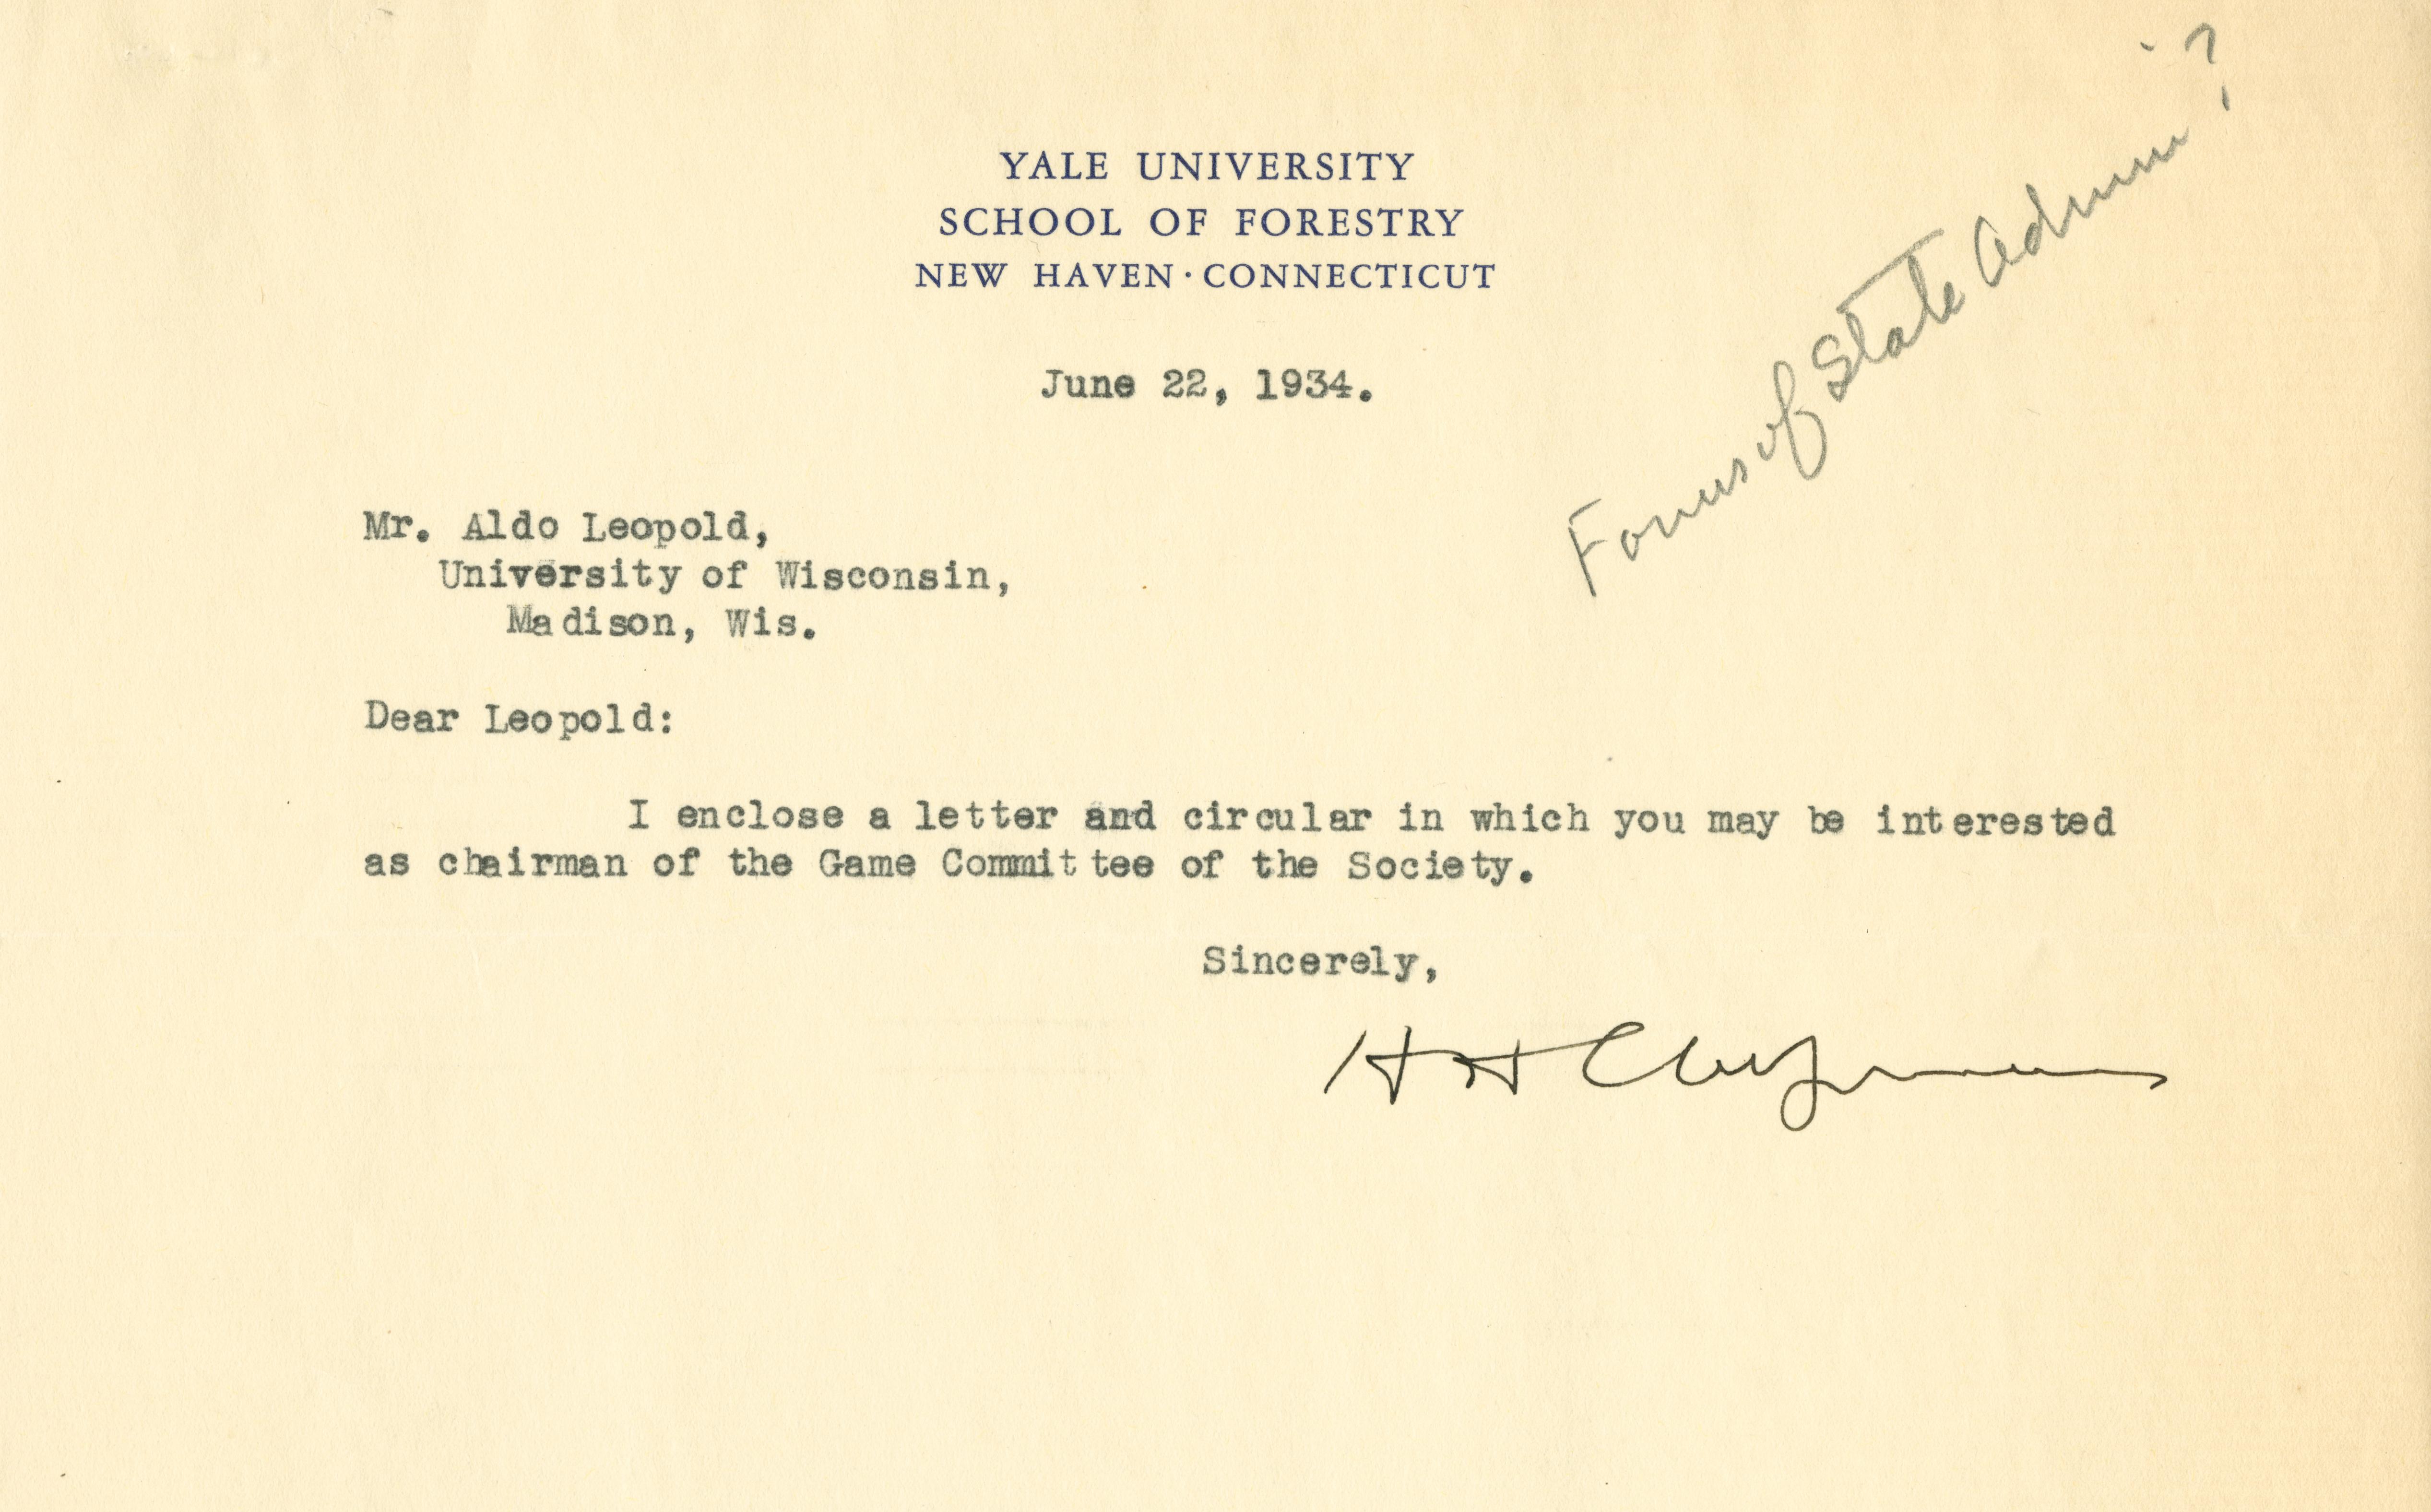 YALE UNIVERSITY
SCHOOL OF FORESTRY
NEW HAVEN · CONNECTICUT
June 22, 1934.
Forms of State Admin?
Mr. Aldo Leopold,
University of Wisconsin,
Madison, Wis.
Dear Leopold:
I enclose a letter and circular in which you may be interested
as chairman of the Game Committee of the Society.
Sincerely,
H H Chapman